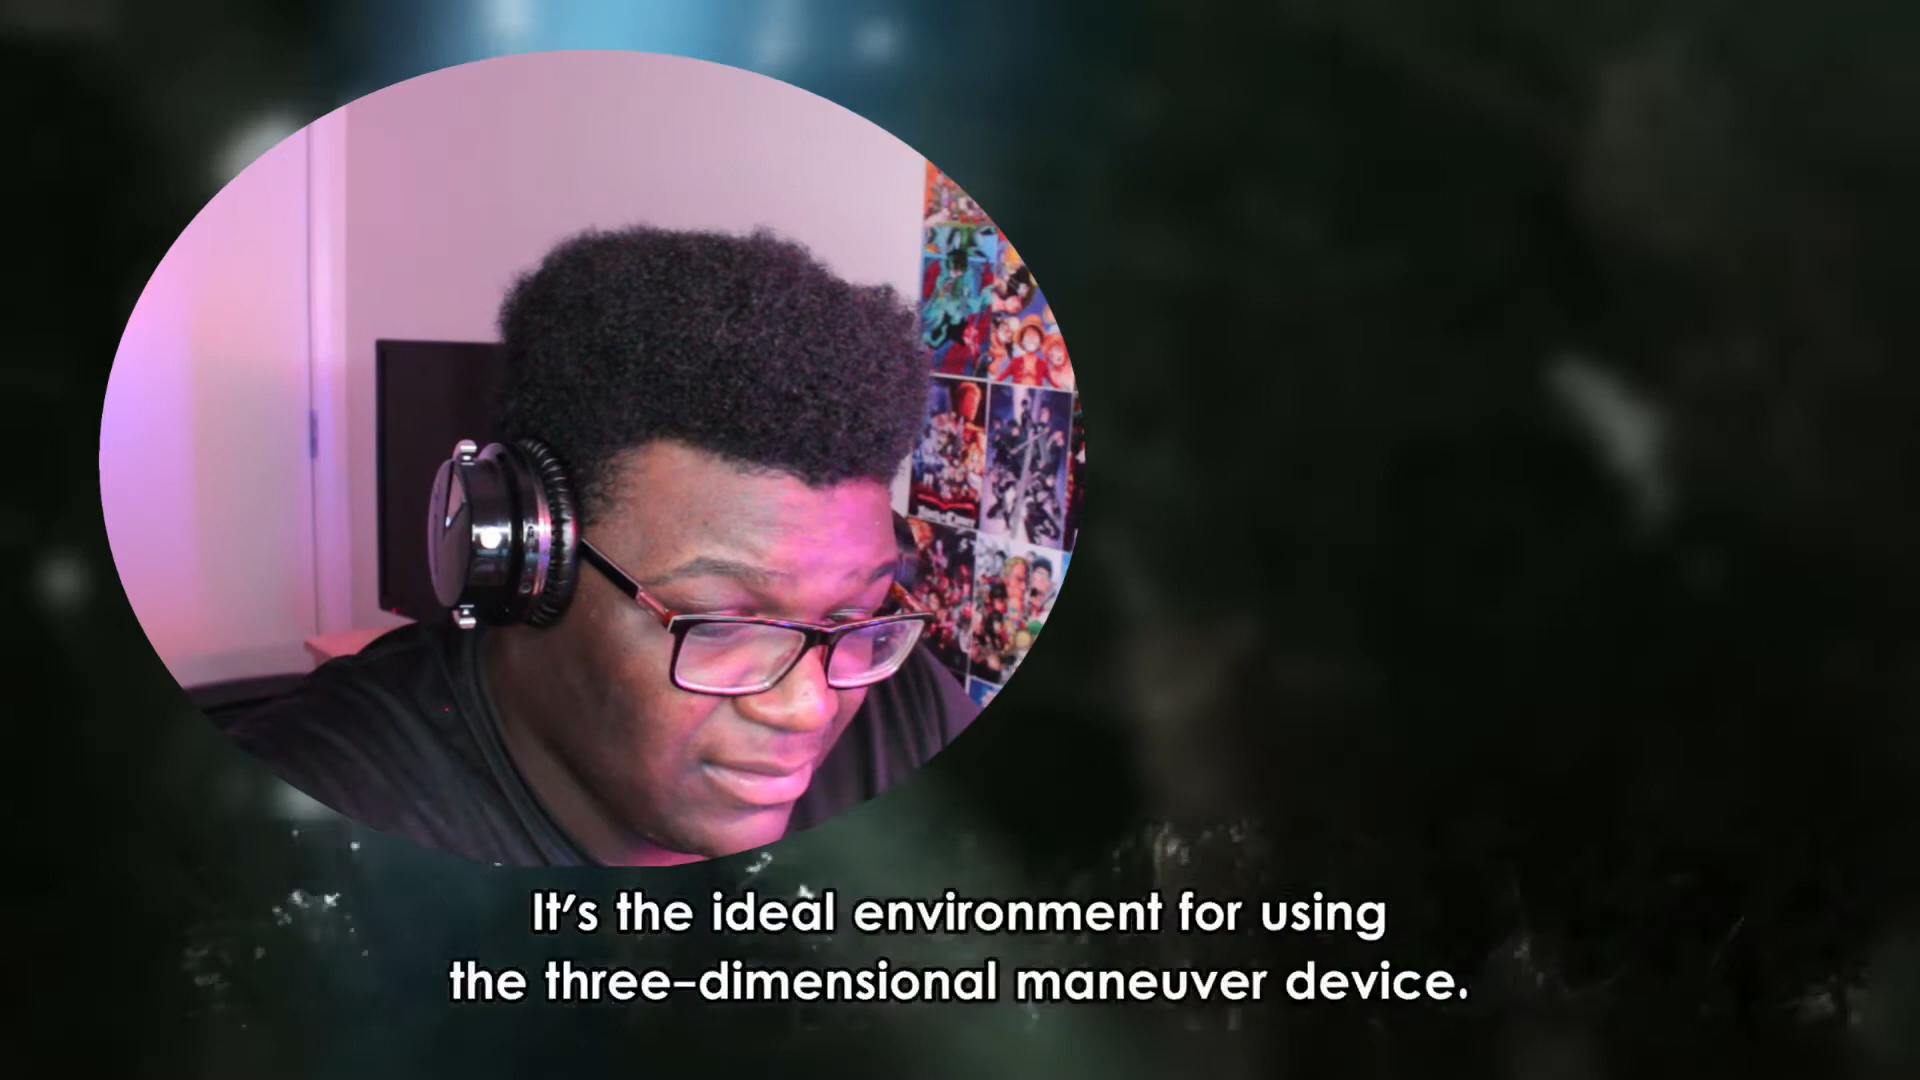 It's the ideal environment for using
the three-dimensional maneuver device.